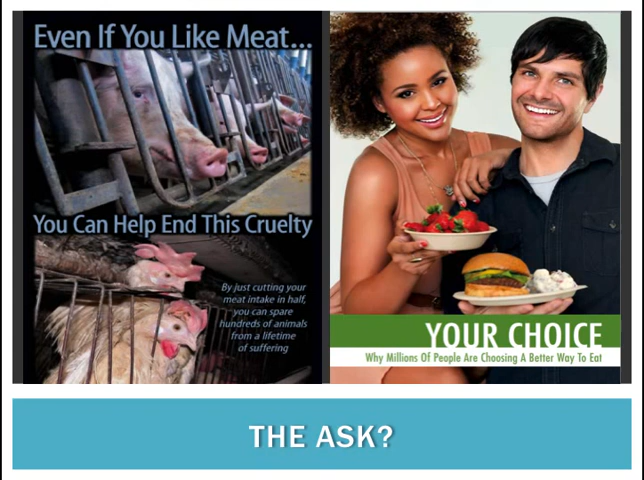 Even If You Like Meat...
You Can Help End This Cruelty
By just cutting your
meat intake in half,
you can spare
hundreds of animals
from a lifetime
of suffering
YOUR CHOICE
Why Millions Of People Are Choosing A Better Way To Eat
THE ASK?